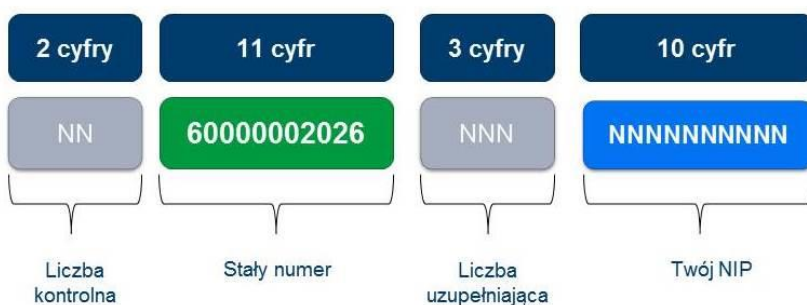 2 cyfry
11 cyfr
3 cyfry
10 cyfr
NN
60000002026
NNN
NNNNNNNNNN
Liczba
kontrolna
Stały numer
Liczba
uzupełniająca
Twój NIP